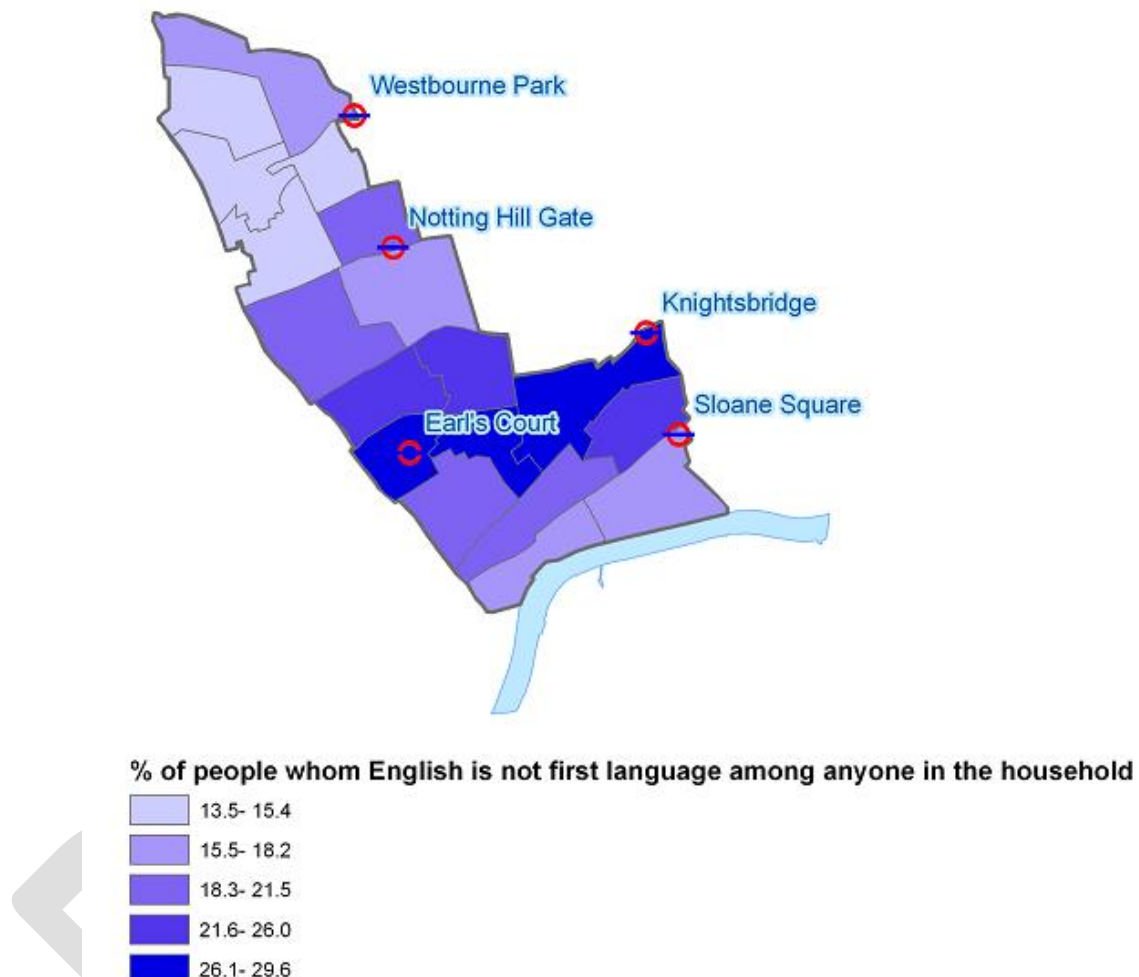 Westbourne Park
Notting Hill Gate
Knightsbridge
Sloane Square
Earl's Court
% of people whom English is not first language among anyone in the household
13.5- 15.4
15.5- 18.2
18.3- 21.5
21.6- 26.0
26.1- 29.6